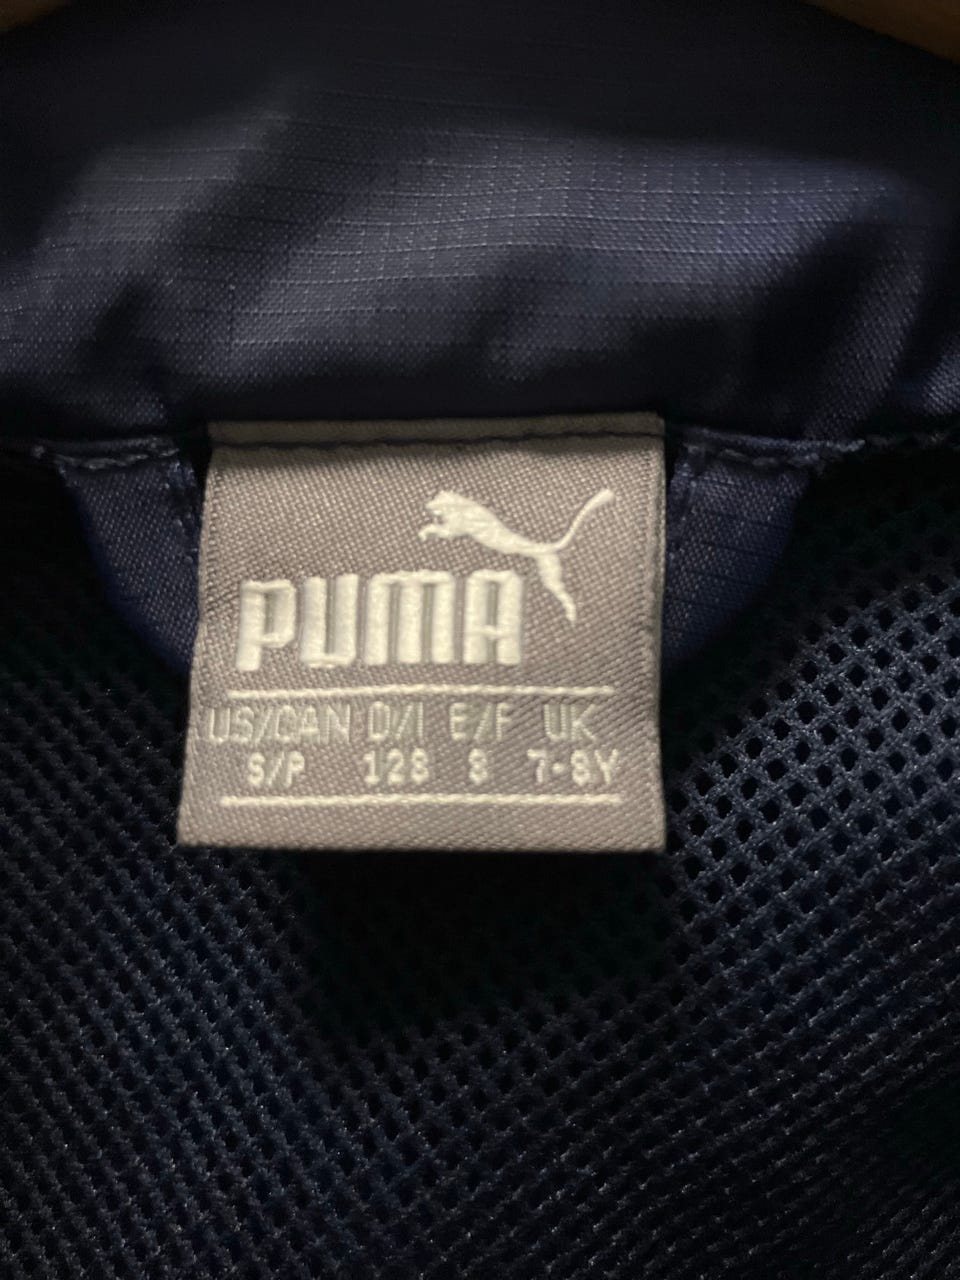 PUMA
US/CAN D/I E/F UK
S/P 128 8 7-8Y